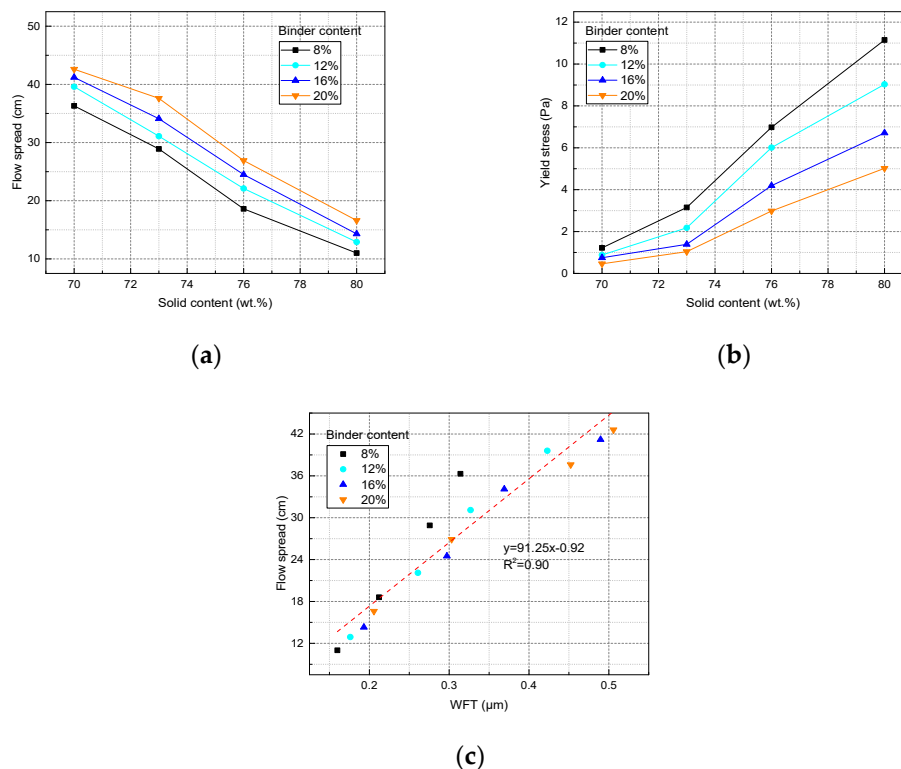 50
40
30
20
10
Flow spread (cm)
Binder content
8%
12%
16%
20%
70 72 74 76 78 80
Solid content (wt.%)
(a)
12
10
8
6
4
2
0
Yield stress (Pa)
Binder content
8%
12%
16%
20%
70 72 74 76 78 80
Solid content (wt.%)
(b)
42
36
30
24
18
12
Flow spread (cm)
Binder content
8%
12%
16%
20%
y=91.25x-0.92
R²=0.90
0.2 0.3 0.4 0.5
WFT (μm)
(c)